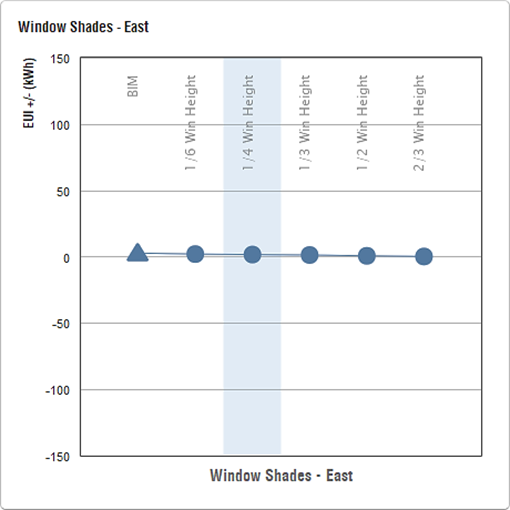 Window Shades - East
EUI +/- (kWh)
150
100
50
0
-50
-100
-150
BIM
1/6 Win Height
1/4 Win Height
1/3 Win Height
1/2 Win Height
2/3 Win Height
Window Shades - East